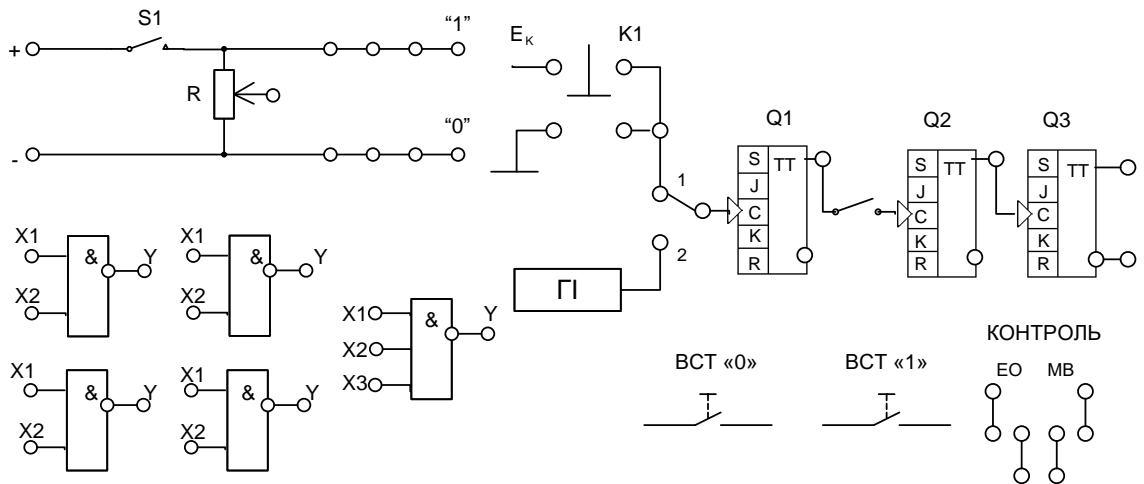 S1
+
"1"
R
-
"0"
Eк
К1
1
2
ГІ
Q1
S
J
C
K
R
TT
Q2
S
J
C
K
R
TT
Q3
S
J
C
K
R
TT
X1
X2
&
Y
X1
X2
&
Y
X1
X2
X3
&
Y
X1
X2
&
Y
X1
X2
&
Y
ВСТ «0»
ВСТ «1»
КОНТРОЛЬ
ЕО МВ